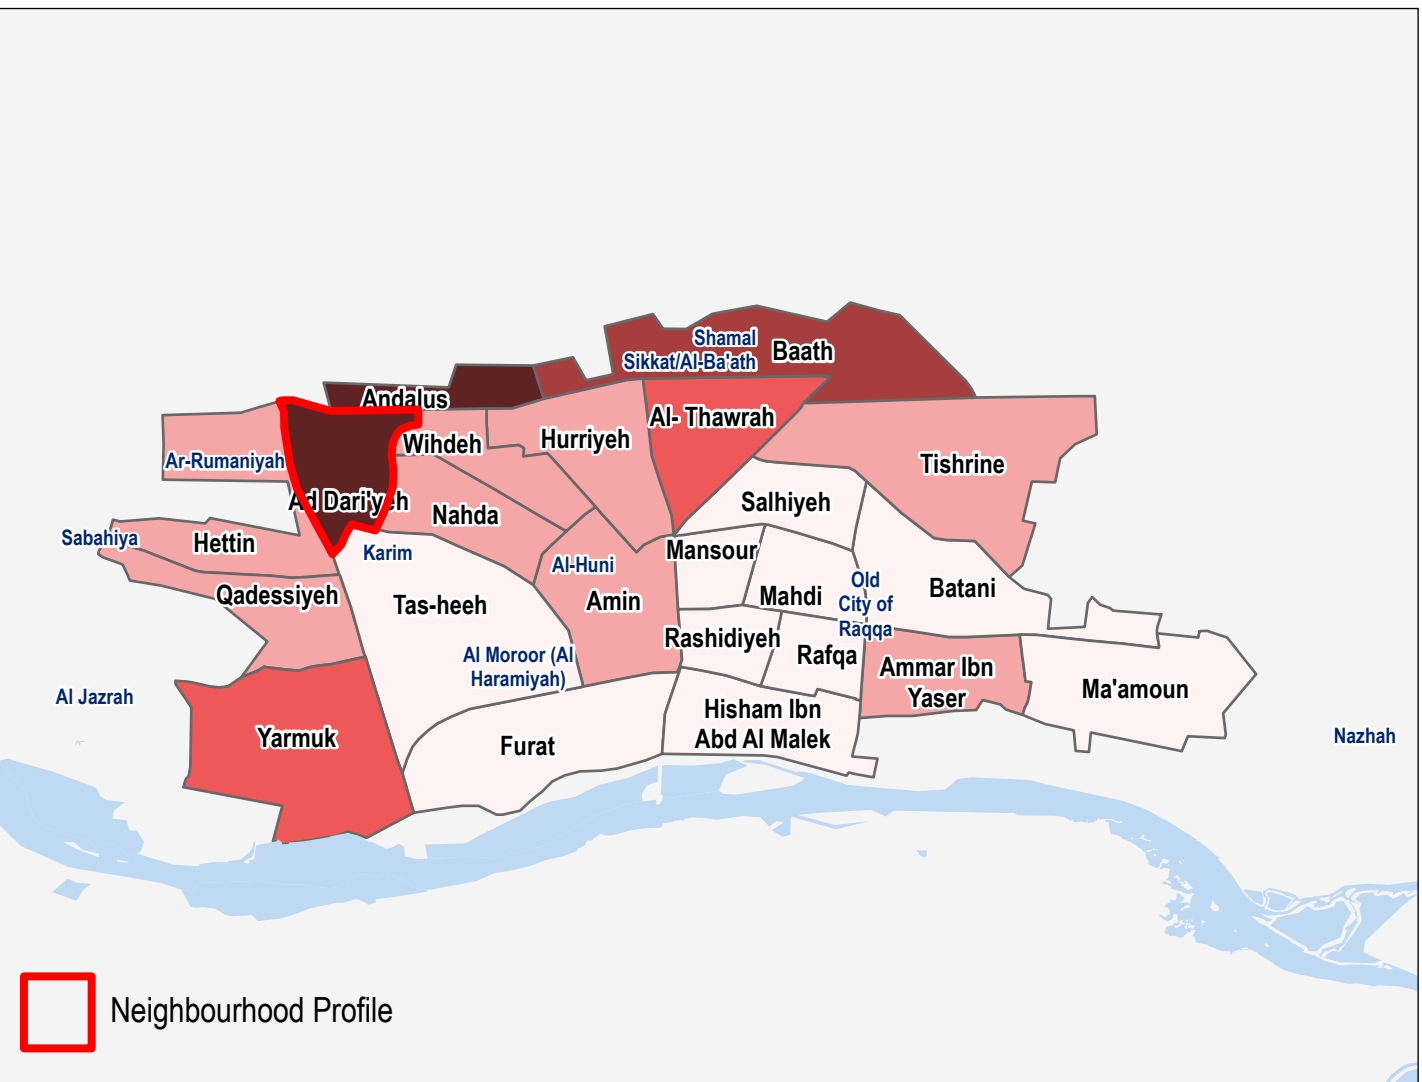 Shamal
Sikkat/Al-Ba'ath
Baath
Andalus
Al- Thawrah
Wihdeh
Hurriyeh
Ar-Rumaniyah
Tishrine
Ad Dari'yeh
Nahda
Salhiyeh
Sabahiya
Hettin
Karim
Mansour
Al-Huni
Old
City of
Raqqa
Batani
Qadessiyeh
Tas-heeh
Amin
Mahdi
Rashidiyeh
Rafqa
Al Moroor (Al
Haramiyah)
Ammar Ibn
Yaser
Ma'amoun
Al Jazrah
Hisham Ibn
Abd Al Malek
Yarmuk
Furat
Nazhah
Neighbourhood Profile